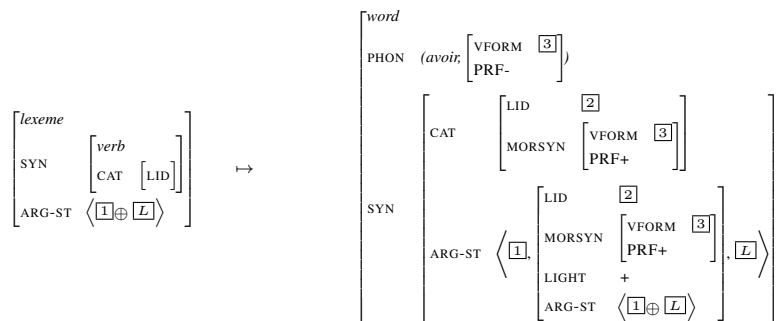 lexeme
SYN verb
CAT [LID]
ARG-ST ⟨1 ⊕ L⟩
↦
word
PHON (avoir, VFORM 3
PRF- )
SYN CAT LID 2
MORSYN VFORM 3
PRF+
ARG-ST ⟨1, LID 2
MORSYN VFORM 3
PRF+
LIGHT +
ARG-ST ⟨1 ⊕ L⟩ , L⟩